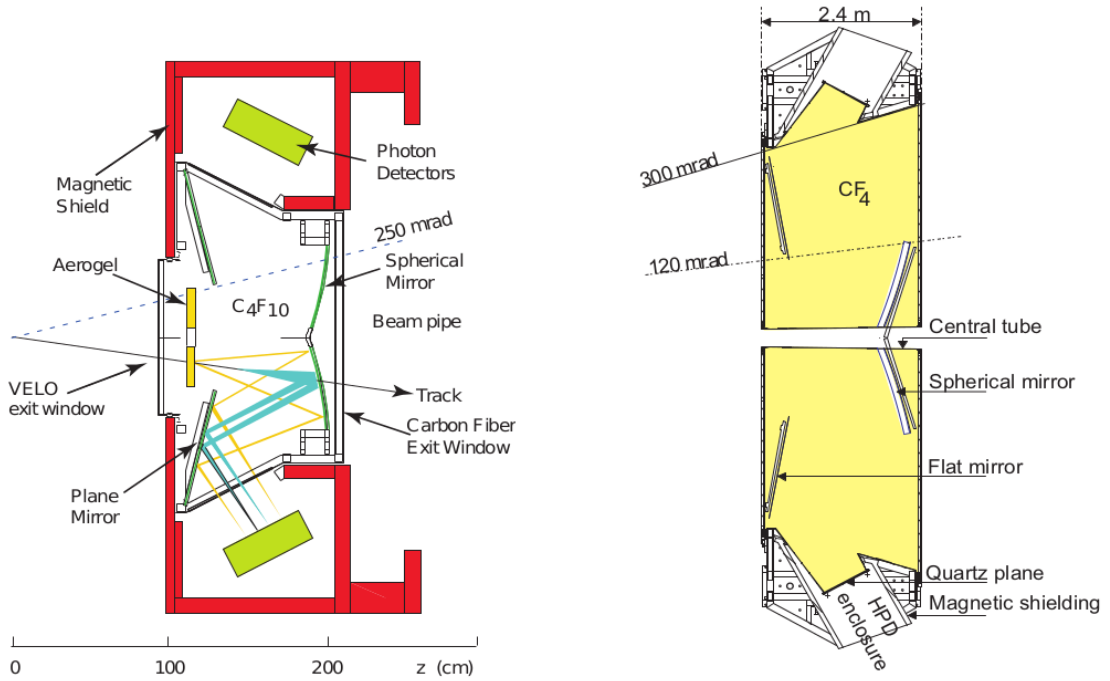 Magnetic
Shield
Aerogel
VELO
exit window
Plane
Mirror
Photon
Detectors
250 mrad
Spherical
Mirror
C4F10
Beam pipe
Track
Carbon Fiber
Exit Window
0
100
200
z (cm)
2.4 m
300 mrad
CF4
120 mrad
Central tube
Spherical mirror
Flat mirror
Quartz plane
Magnetic shielding
HPD
enclosure